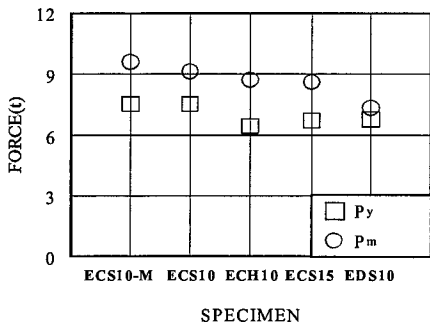 12
9
6
3
0
FORCE(t)
Py
Pm
ECS10-M ECS10 ECH10 ECS15 EDS10
SPECIMEN